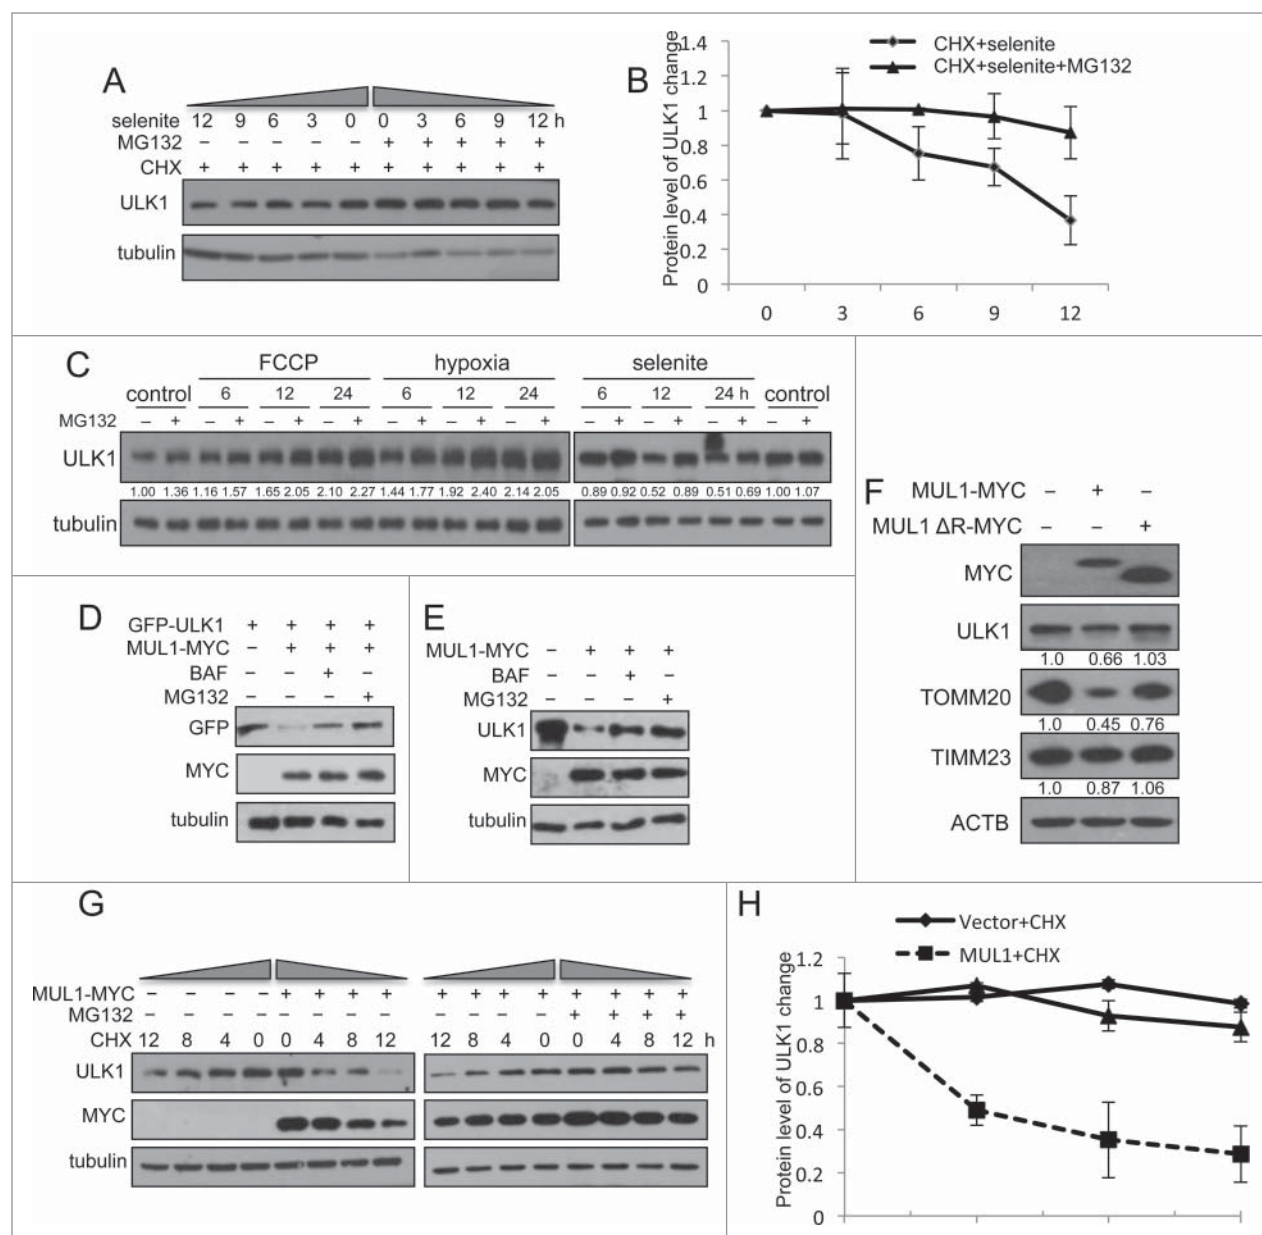 A
selenite 12 9 6 3 0 0 3 6 9 12 h
MG132 – – – – – + + + + +
CHX + + + + + + + + + +
ULK1
tubulin
B
CHX+selenite
CHX+selenite+MG132
Protein level of ULK1 change
1.4
1.2
1
0.8
0.6
0.4
0.2
0
0 3 6 9 12
C
FCCP hypoxia selenite
control 6 12 24 6 12 24 6 12 24 h control
MG132 – + – + – + – + – + – + – + – + – + – + – +
ULK1
1.00 1.36 1.16 1.57 1.65 2.05 2.10 2.27 1.44 1.77 1.92 2.40 2.14 2.05 0.89 0.92 0.52 0.89 0.51 0.69 1.00 1.07
tubulin
D
GFP-ULK1 + + + +
MUL1-MYC – + + +
BAF – – + –
MG132 – – – +
GFP
MYC
tubulin
E
MUL1-MYC – + + +
BAF – – + –
MG132 – – – +
ULK1
MYC
tubulin
F
MUL1-MYC – + –
MUL1 ΔR-MYC – – +
MYC
ULK1
1.0 0.66 1.03
TOMM20
1.0 0.45 0.76
TIMM23
1.0 0.87 1.06
ACTB
G
MUL1-MYC – – – – + + + + + + + + + + + +
MG132 – – – – – – – – – – – – + + + +
CHX 12 8 4 0 0 4 8 12 12 8 4 0 0 4 8 12 h
ULK1
MYC
tubulin
H
Vector+CHX
MUL1+CHX
Protein level of ULK1 change
1.2
1
0.8
0.6
0.4
0.2
0